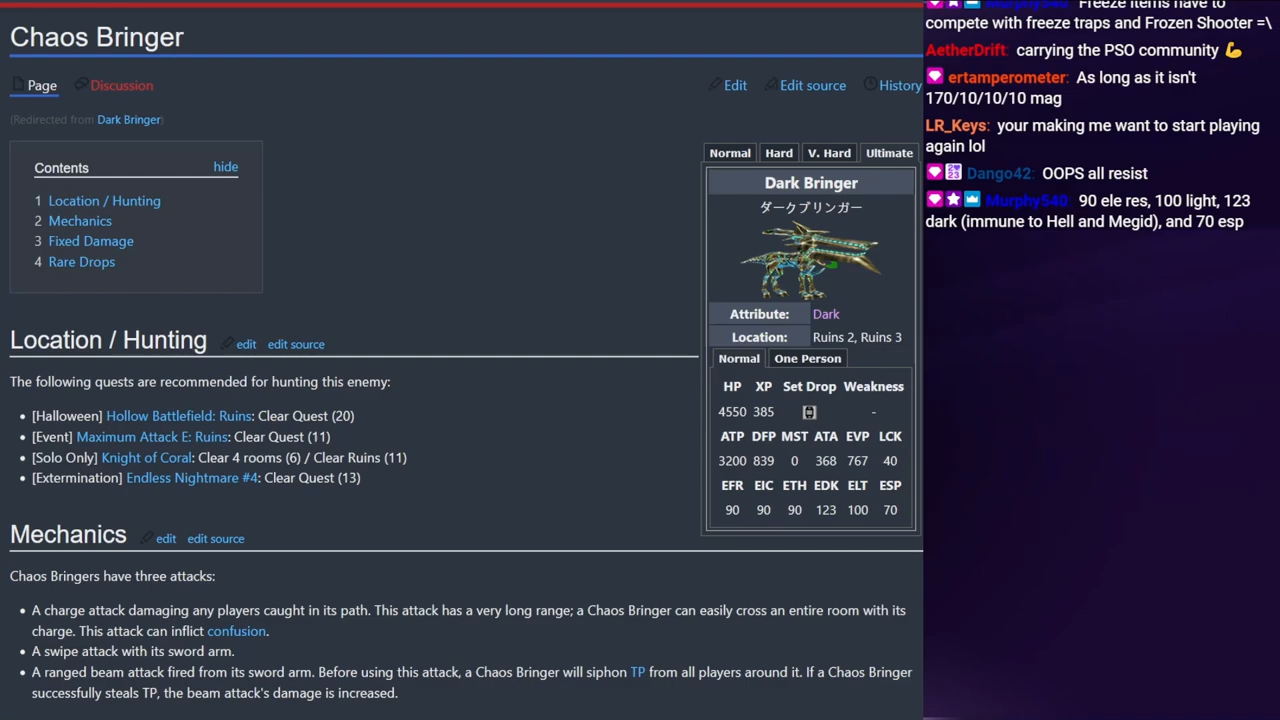 Chaos Bringer
Page
Discussion
Edit
Edit source
History
(Redirected from Dark Bringer)
Contents
hide
1 Location / Hunting
2 Mechanics
3 Fixed Damage
4 Rare Drops
Location / Hunting
edit
edit source
The following quests are recommended for hunting this enemy:
• [Halloween] Hollow Battlefield: Ruins: Clear Quest (20)
• [Event] Maximum Attack E: Ruins: Clear Quest (11)
• [Solo Only] Knight of Coral: Clear 4 rooms (6) / Clear Ruins (11)
• [Extermination] Endless Nightmare #4: Clear Quest (13)
Mechanics
edit
edit source
Chaos Bringers have three attacks:
• A charge attack damaging any players caught in its path. This attack has a very long range; a Chaos Bringer can easily cross an entire room with its
charge. This attack can inflict confusion.
• A swipe attack with its sword arm.
• A ranged beam attack fired from its sword arm. Before using this attack, a Chaos Bringer will siphon TP from all players around it. If a Chaos Bringer
successfully steals TP, the beam attack's damage is increased.
Normal Hard V. Hard Ultimate
Dark Bringer
ダークブリンガー
Attribute: Dark
Location: Ruins 2, Ruins 3
Normal One Person
HP XP Set Drop Weakness
4550 385 -
ATP DFP MST ATA EVP LCK
3200 839 0 368 767 40
EFR EIC ETH EDK ELT ESP
90 90 90 123 100 70
Murphy540: Freeze items have to
compete with freeze traps and Frozen Shooter =\
AetherDrift: carrying the PSO community 💪
ertamperometer: As long as it isn't
170/10/10/10 mag
LR_Keys: your making me want to start playing
again lol
Dango42: OOPS all resist
Murphy540: 90 ele res, 100 light, 123
dark (immune to Hell and Megid), and 70 esp